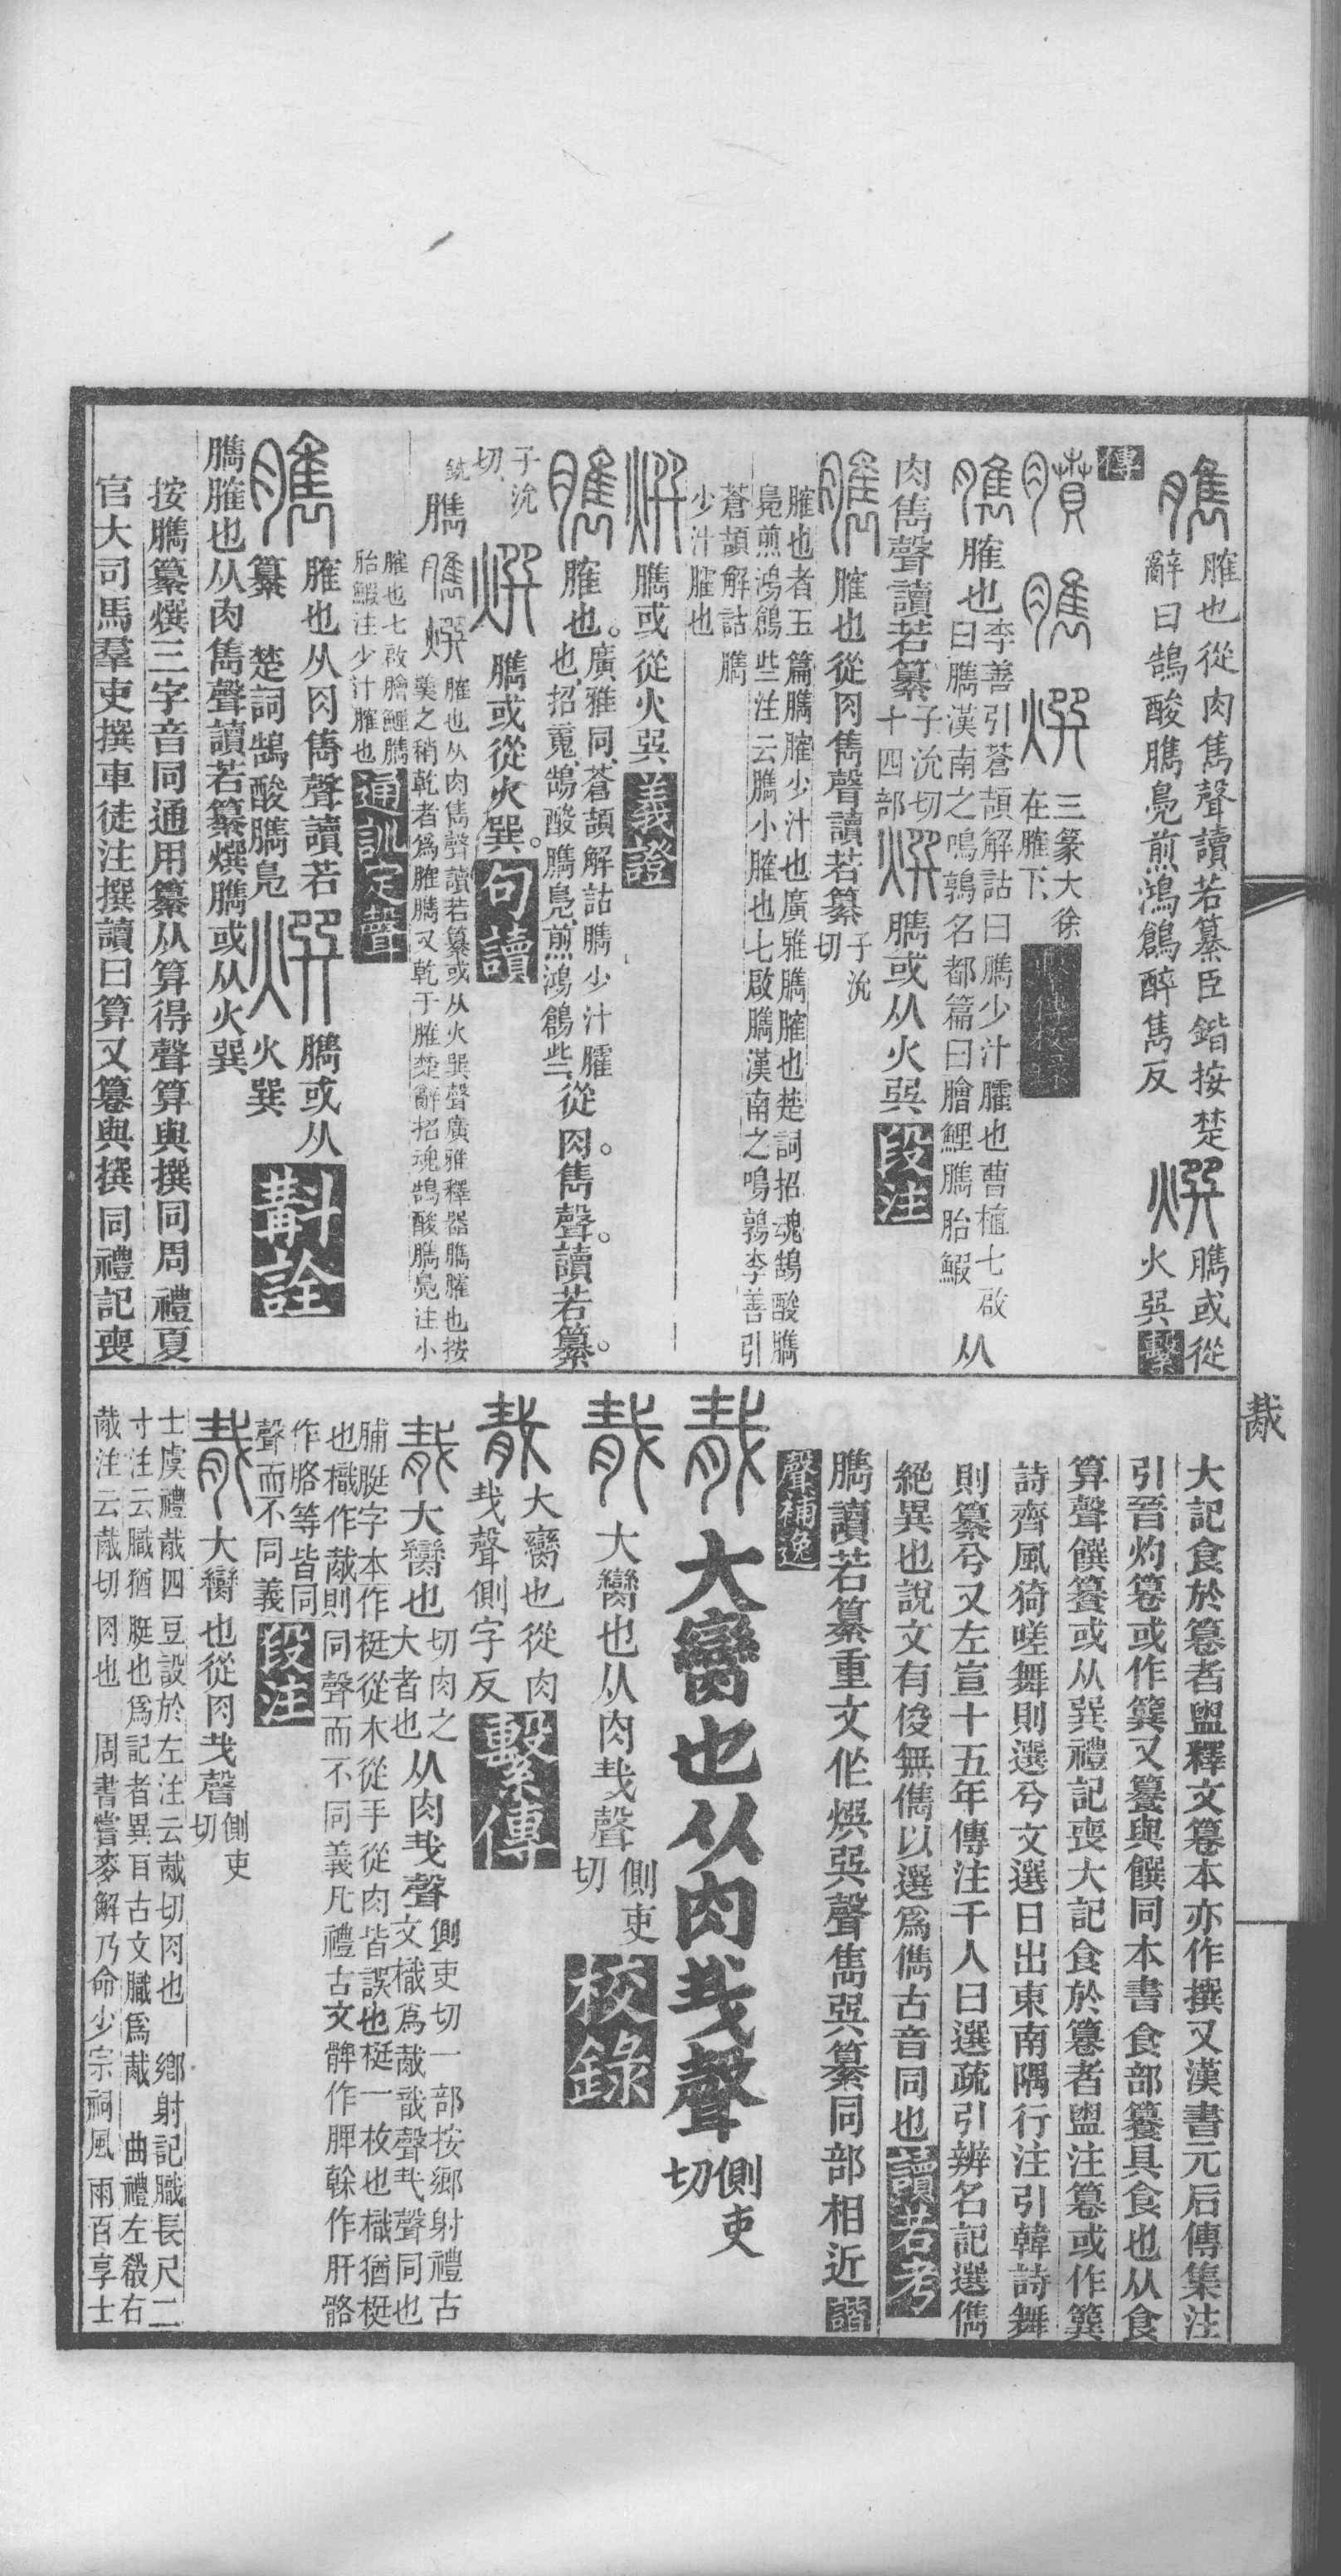 臇 臛也從肉雋聲讀若纂臣鍇按楚
辭曰鵠酸臇鳧煎鴻鶬醉雋反
𤏪 臇或從
火巽 繫
傳
三篆大徐
在臛下
臇 臛也 李善引蒼頡解詁曰臇少汁臛也曹植七啟
曰臇漢南之鳴鶉名都篇曰膾鯉臇胎鰕 从
肉雋聲讀若纂 子沇切
十四部 臇或从火巽 段注
臛也從肉雋聲讀若纂 子沇
切
臛也者五篇臇臛少汁也廣雅臇臛也楚詞招魂鵠酸臇
鳧煎鴻鶬些注云臇小臛也七啟臇漢南之鳴鶉李善引
蒼頡解詁臇
少汁臛也
臇或從火巽 義證
臛也 廣雅同蒼頡解詁臇少汁臛
也招䰟鵠酸臇鳧煎鴻鶬些 從肉雋聲讀若纂
子沇
切 臇或從火巽 句讀
臇 臛也从肉雋聲讀若纂或从火巽聲廣雅釋器臇臛也按
羹之稍乾者爲臛臇又乾于臛楚辭招魂鵠酸臇鳧注小
臛也七啟膾鯉臇
胎鰕注少汁臛也 通訓定聲
臛也从肉雋聲讀若
纂 楚詞鵠酸臇鳧 臇或从
火巽 斠詮
臇臛也从肉雋聲讀若纂𤏪臇或从火巽
按臇纂𤏪三字音同通用纂从算得聲算與撰同周禮夏
官大司馬羣吏撰車徒注撰讀曰算又篹與撰同禮記喪
胾
大記食於篹者盥釋文篹本亦作撰又漢書元后傳集注
引晉灼篹或作籑又籑與饌同本書食部籑具食也从食
算聲饌籑或从巽禮記喪大記食於篹者盥注篹或作簨
詩齊風猗嗟舞則選兮文選日出東南隅行注引韓詩舞
則纂兮又左宣十五年傳注千人曰選疏引辨名記選儁
絕異也說文有俊無儁以選爲儁古音同也 讀若考
臇讀若纂重文作𤏪巽聲雋巽纂同部相近 諧
聲補逸
大臠也从肉𢦏聲 側吏
切
大臠也从肉𢦏聲 側吏
切 校錄
大臠也從肉
𢦏聲側字反 繫傳
大臠也 切肉之
大者也 从肉𢦏聲 側吏切一部按鄉射禮古
文樴爲胾胾聲𢦏聲同也
脯脡字本作梃從木從手從肉皆誤也梃一枚也樴猶梃
也樴作胾則同聲而不同義凡禮古文髀作脾榦作肝骼
作胳等皆同
聲而不同義 段注
大臠也從肉𢦏聲 側吏
切
士虞禮胾四豆設於左注云胾切肉也 鄉射記膱長尺二
寸注云膱猶脡也爲記者異耳古文膱爲胾 曲禮左殽右
胾注云胾切肉也 周書嘗麥解乃命少宗祠風雨百享士